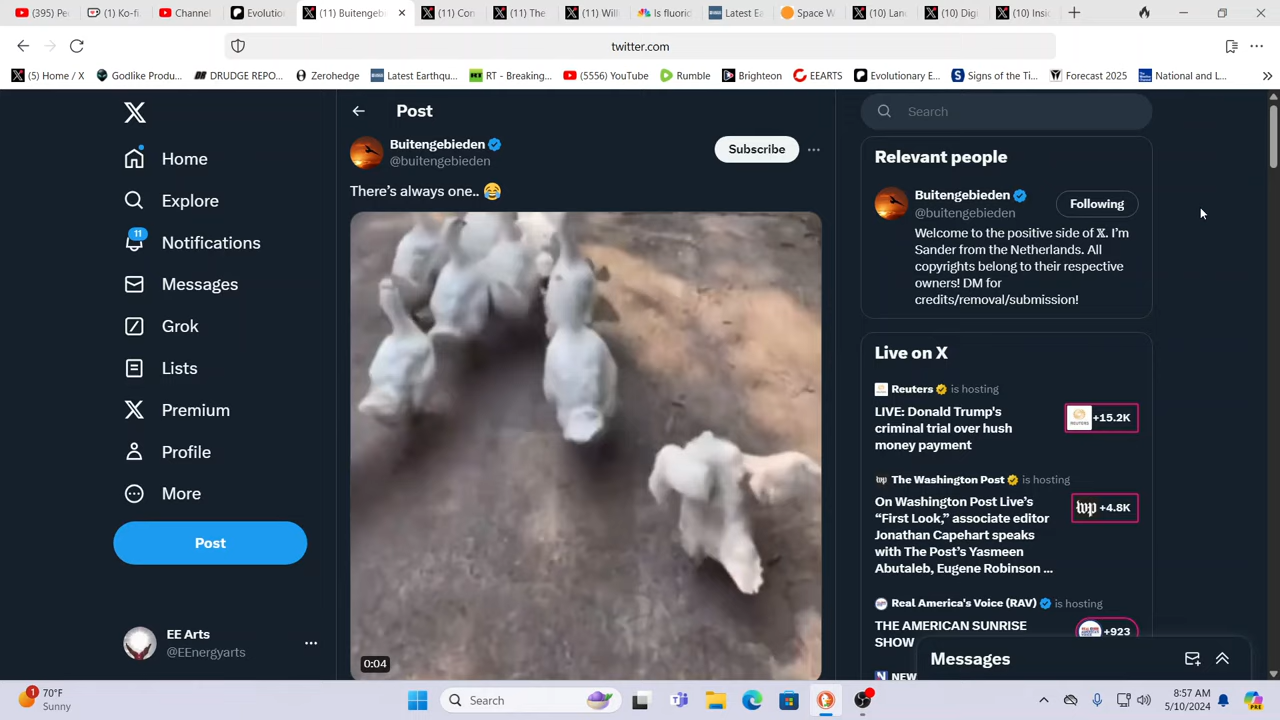 (395) Pe
(1) Ko-fi
Channel
Evolution
(11) Buitengeb
(11) Con
(11) The
(11) Will
Is fluorid
Latest Ea
Space W
(10) Lan
(10) Dig
(10) Insi
twitter.com
(5) Home / X
Godlike Produ...
DRUDGE REPO...
Zerohedge
Latest Earthqu...
RT - Breaking...
(5556) YouTube
Rumble
Brighteon
EEARTS
Evolutionary E...
Signs of the Ti...
Forecast 2025
National and L...
Home
Explore
11
Notifications
Messages
Grok
Lists
Premium
Profile
More
Post
EE Arts
@EEnergyarts
Post
Buitengebieden
@buitengebieden
Subscribe
There's always one.. 😂
0:04
Search
Relevant people
Buitengebieden
@buitengebieden
Following
Welcome to the positive side of 𝕏. I'm
Sander from the Netherlands. All
copyrights belong to their respective
owners! DM for
credits/removal/submission!
Live on X
Reuters is hosting
LIVE: Donald Trump's
criminal trial over hush
money payment
REUTERS
+15.2K
The Washington Post is hosting
On Washington Post Live's
"First Look," associate editor
Jonathan Capehart speaks
with The Post's Yasmeen
Abutaleb, Eugene Robinson ...
wp
+4.8K
Real America's Voice (RAV) is hosting
THE AMERICAN SUNRISE
SHOW
+923
NEW
Messages
1
70°F
Sunny
Search
8:57 AM
5/10/2024
PRE